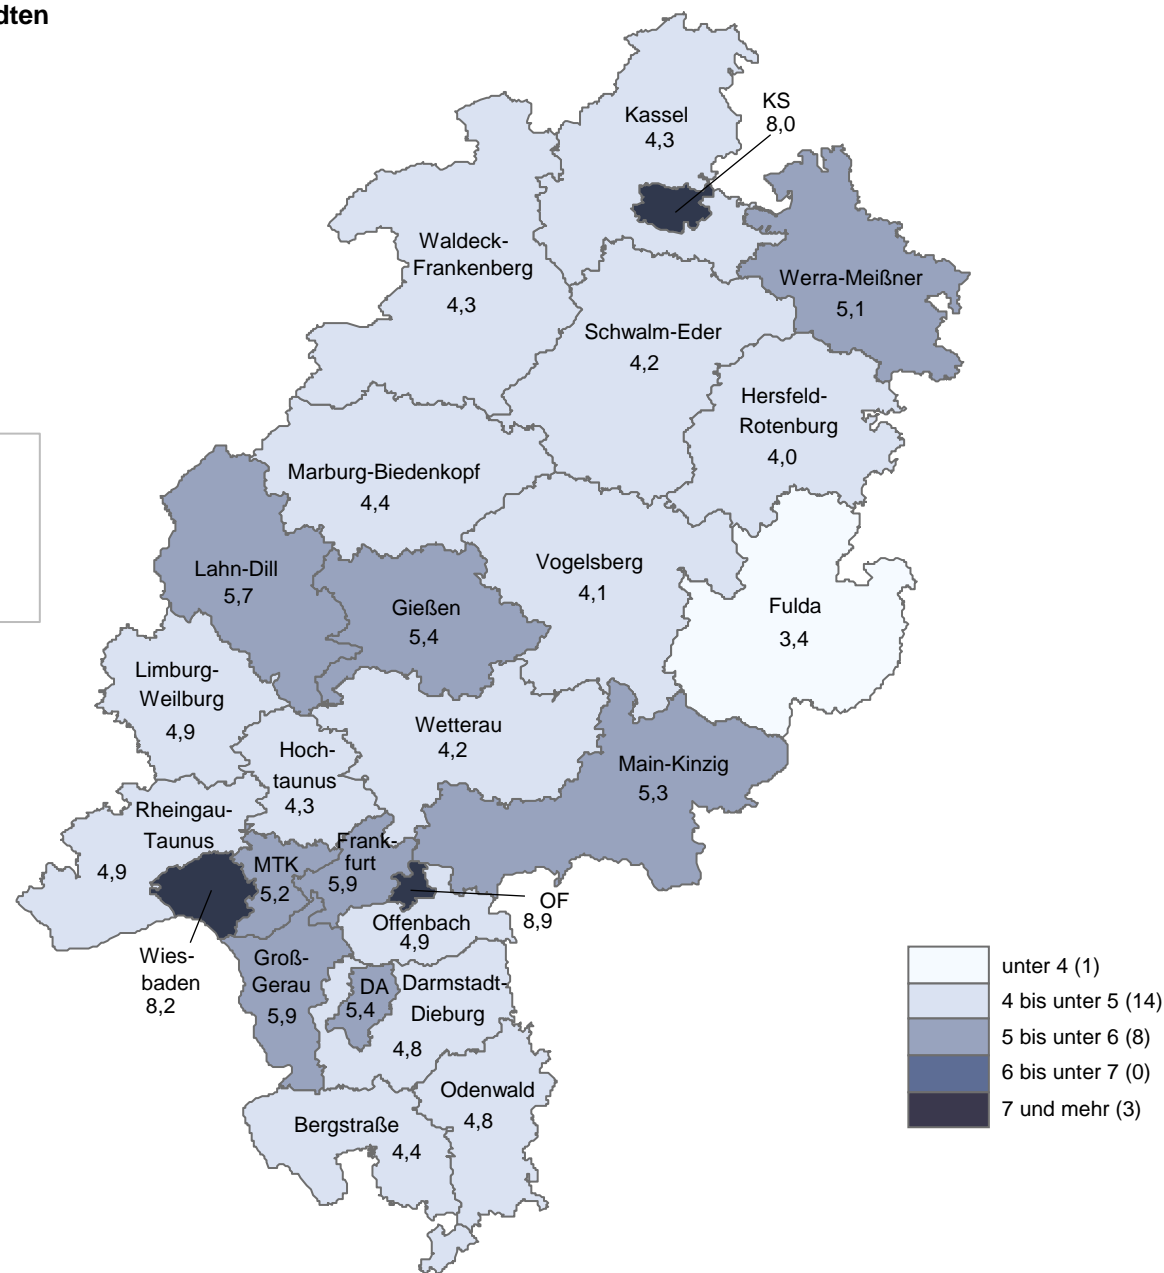 dten
KS
8,0
Kassel
4,3
Waldeck-
Frankenberg
4,3
Werra-Meißner
5,1
Schwalm-Eder
4,2
Hersfeld-
Rotenburg
4,0
Marburg-Biedenkopf
4,4
Lahn-Dill
5,7
Gießen
5,4
Vogelsberg
4,1
Fulda
3,4
Limburg-
Weilburg
4,9
Wetterau
4,2
Hoch-
taunus
4,3
Main-Kinzig
5,3
Rheingau-
Taunus
4,9
MTK
5,2
Frank-
furt
5,9
OF
8,9
Offenbach
4,9
Wies-
baden
8,2
Groß-
Gerau
5,9
DA
5,4
Darmstadt-
Dieburg
4,8
Odenwald
4,8
Bergstraße
4,4
unter 4 (1)
4 bis unter 5 (14)
5 bis unter 6 (8)
6 bis unter 7 (0)
7 und mehr (3)